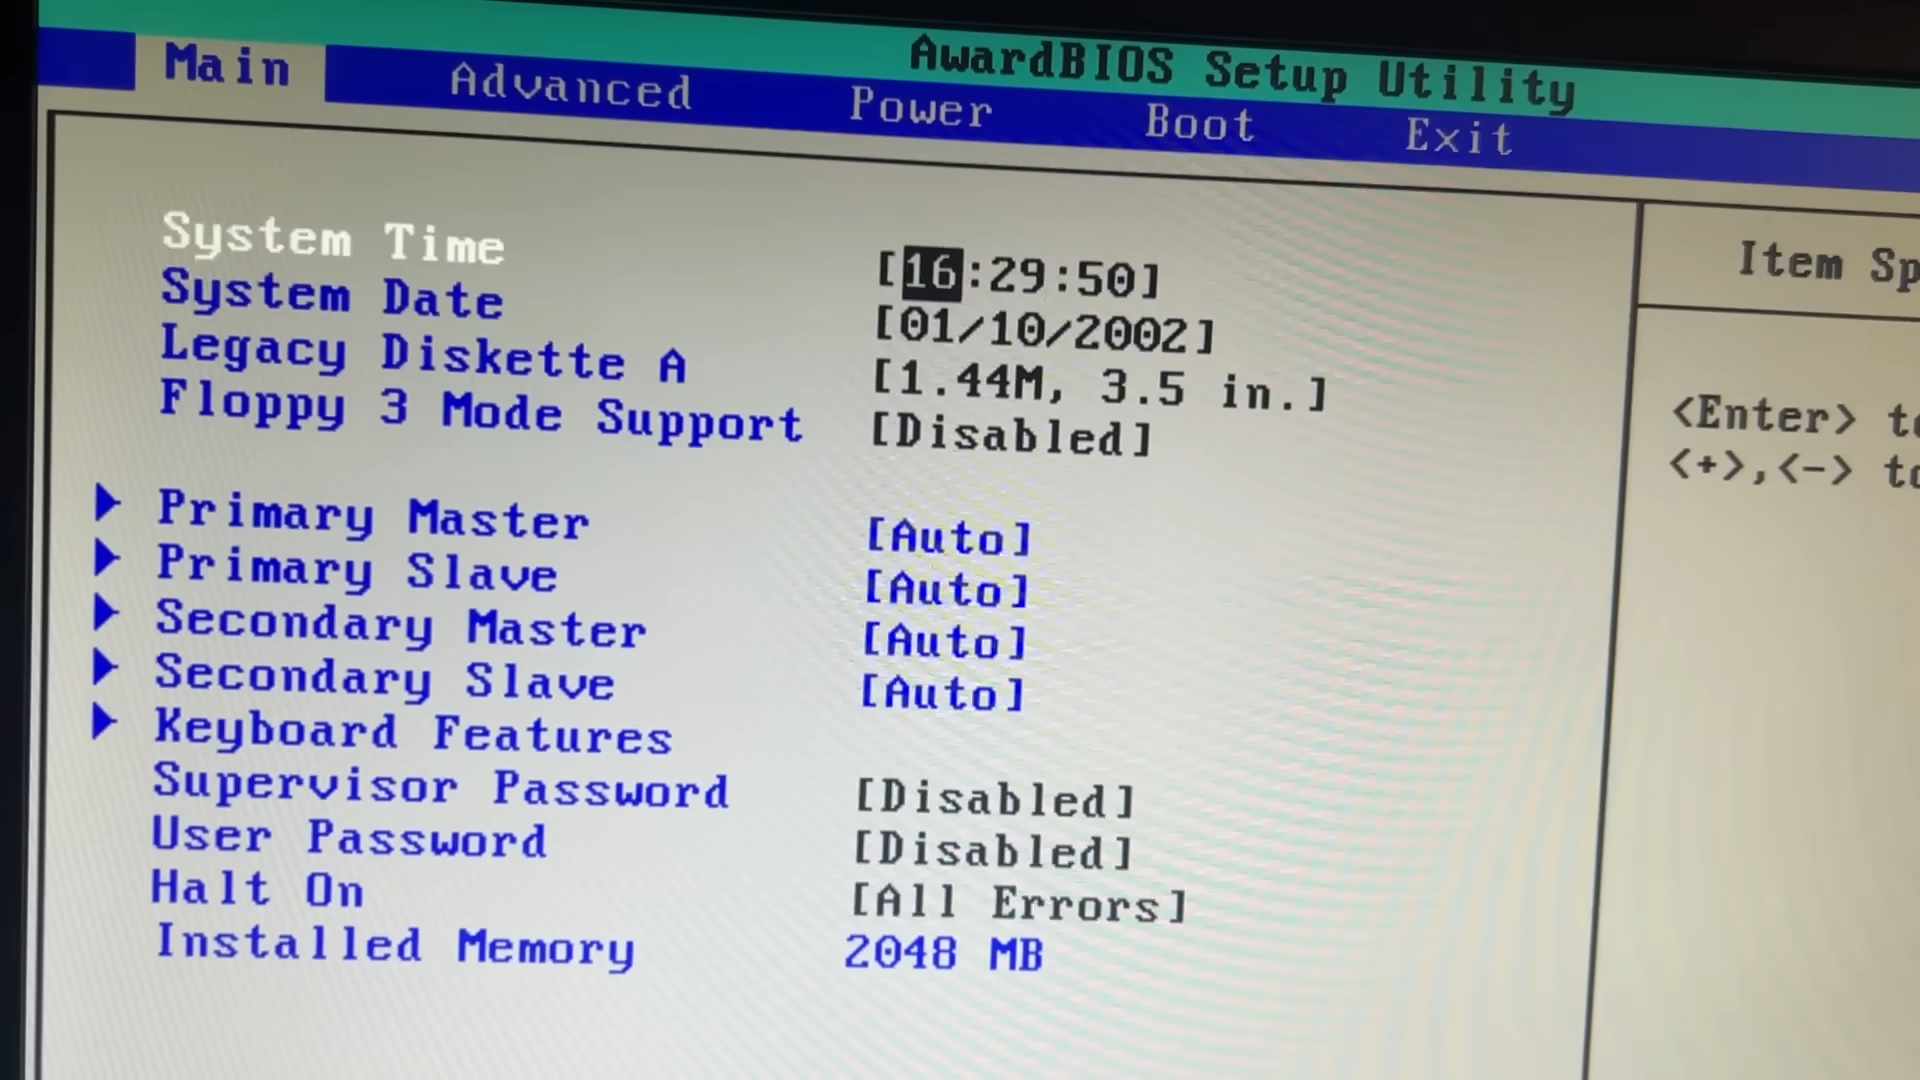 AwardBIOS Setup Utility
Main Advanced Power Boot Exit
System Time [16:29:50]
System Date [01/10/2002]
Legacy Diskette A [1.44M, 3.5 in.]
Floppy 3 Mode Support [Disabled]
Primary Master [Auto]
Primary Slave [Auto]
Secondary Master [Auto]
Secondary Slave [Auto]
Keyboard Features
Supervisor Password [Disabled]
User Password [Disabled]
Halt On [All Errors]
Installed Memory 2048 MB
Item Sp
<Enter> to
<+>,<-> to